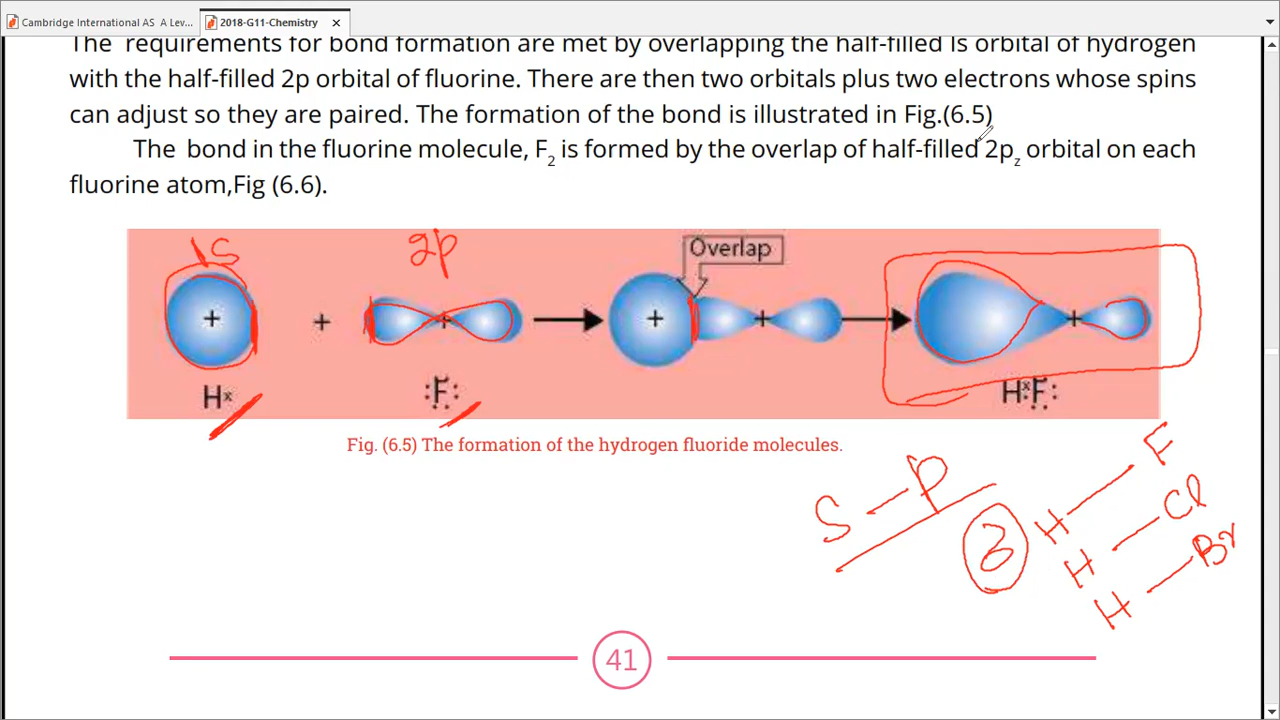 Cambridge International AS A Lev...
2018-G11-Chemistry
The requirements for bond formation are met by overlapping the half-filled Is orbital of hydrogen
with the half-filled 2p orbital of fluorine. There are then two orbitals plus two electrons whose spins
can adjust so they are paired. The formation of the bond is illustrated in Fig.(6.5)
The bond in the fluorine molecule, F2 is formed by the overlap of half-filled 2pz orbital on each
fluorine atom,Fig (6.6).
1S
2p
Overlap
+
+
+
+
+
+
Hx
:F:
HxF:
Fig. (6.5) The formation of the hydrogen fluoride molecules.
S-P
H-F
H-Cl
H-Br
41